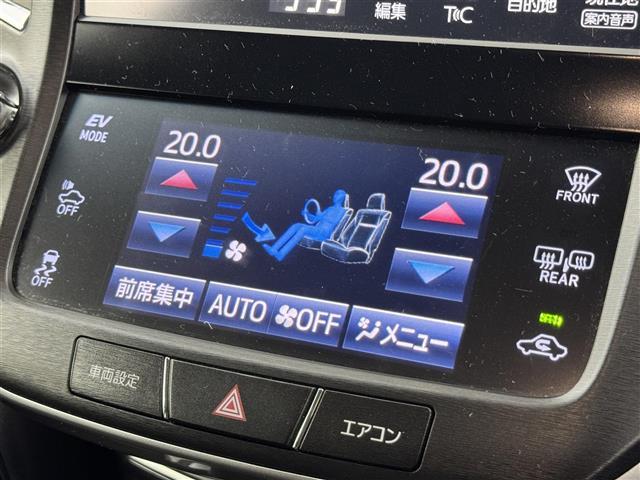 編集
TC
目的地
案内音声
EV
MODE
20.0
20.0
OFF
OFF
FRONT
REAR
前席集中
AUTO
OFF
メニュー
車両設定
エアコン